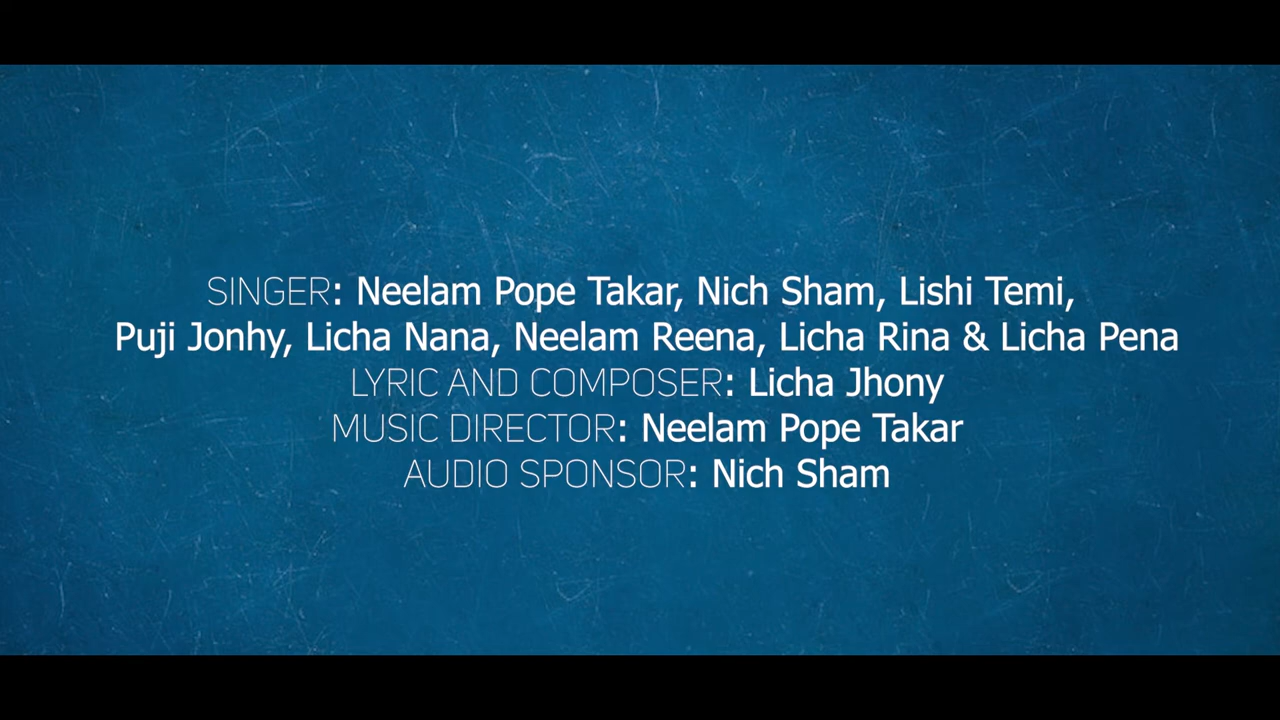 SINGER: Neelam Pope Takar, Nich Sham, Lishi Temi,
Puji Jonhy, Licha Nana, Neelam Reena, Licha Rina & Licha Pena
LYRIC AND COMPOSER: Licha Jhony
MUSIC DIRECTOR: Neelam Pope Takar
AUDIO SPONSOR: Nich Sham